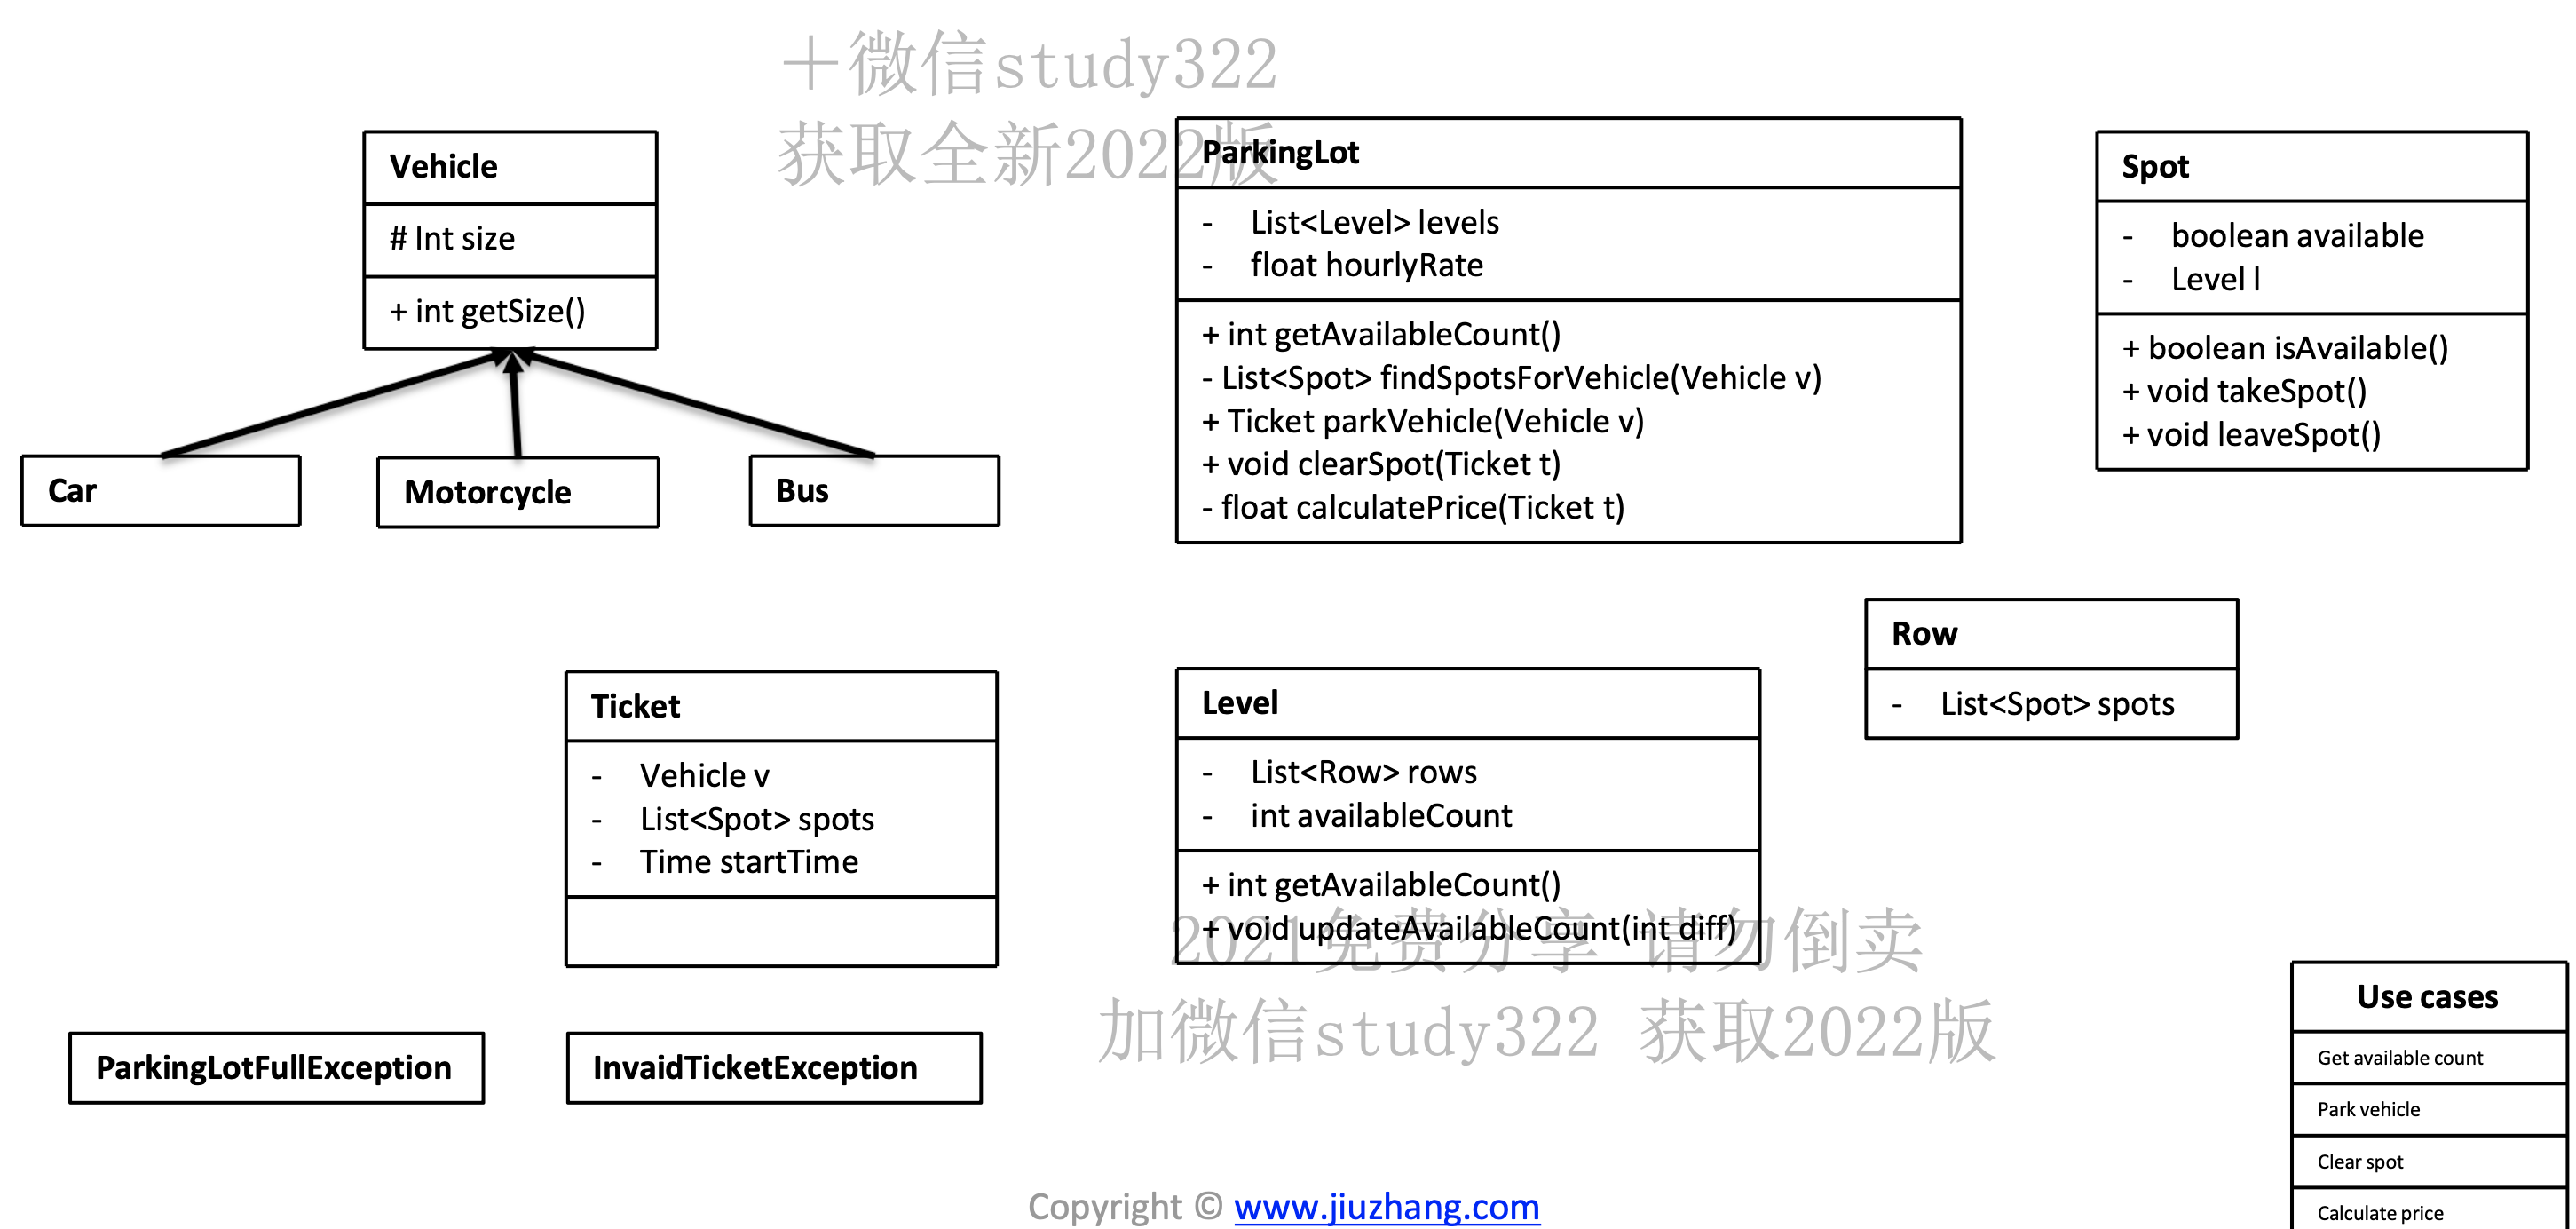 ＋微信study322
获取全新2022版
Vehicle
# Int size
+ int getSize()
Car
Motorcycle
Bus
ParkingLot
- List<Level> levels
- float hourlyRate
+ int getAvailableCount()
- List<Spot> findSpotsForVehicle(Vehicle v)
+ Ticket parkVehicle(Vehicle v)
+ void clearSpot(Ticket t)
- float calculatePrice(Ticket t)
Spot
- boolean available
- Level l
+ boolean isAvailable()
+ void takeSpot()
+ void leaveSpot()
Ticket
- Vehicle v
- List<Spot> spots
- Time startTime
Level
- List<Row> rows
- int availableCount
+ int getAvailableCount()
+ void updateAvailableCount(int diff)
Row
- List<Spot> spots
2021免费分享 请勿倒卖
加微信study322 获取2022版
ParkingLotFullException
InvaidTicketException
Use cases
Get available count
Park vehicle
Clear spot
Calculate price
Copyright © www.jiuzhang.com